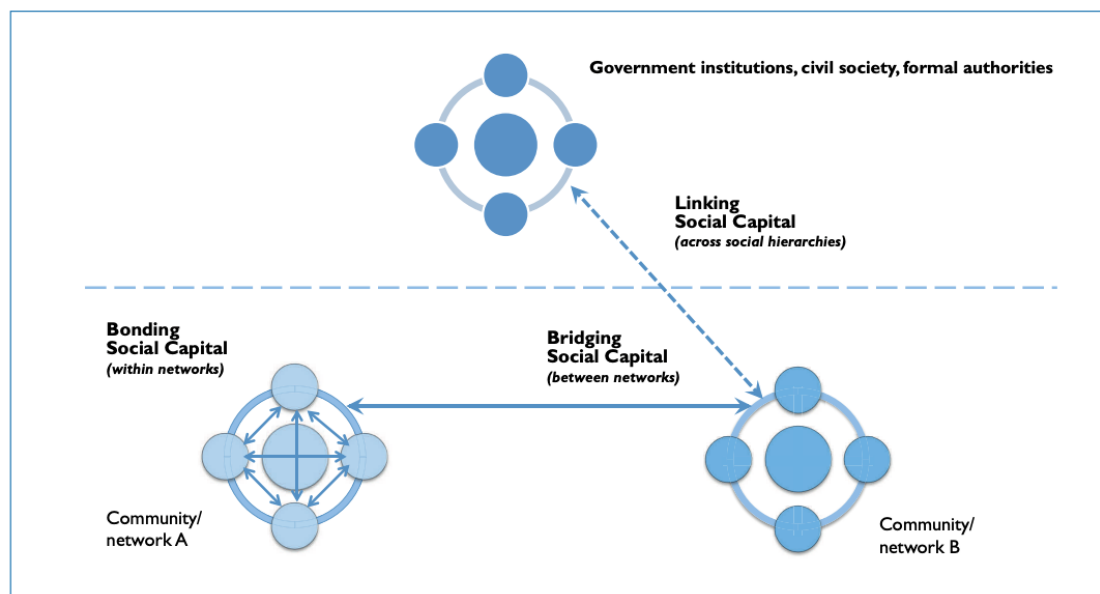 Government institutions, civil society, formal authorities
Linking
Social Capital
(across social hierarchies)
Bonding
Social Capital
(within networks)
Bridging
Social Capital
(between networks)
Community/
network A
Community/
network B